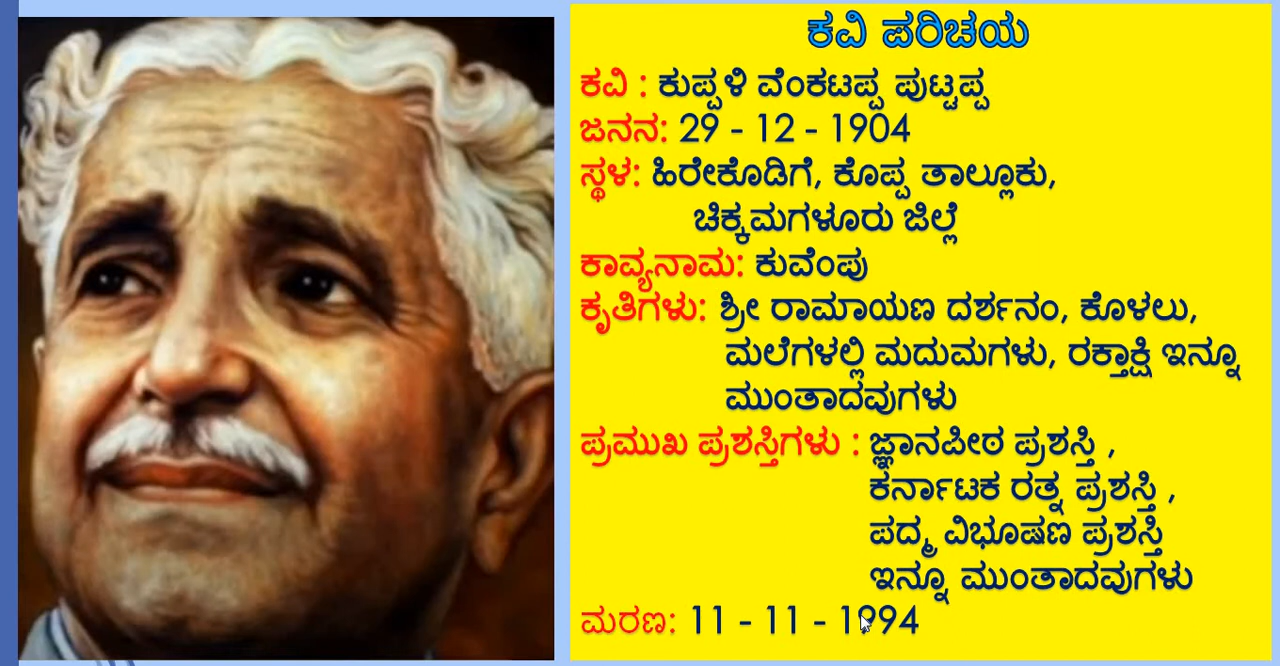 ಕವಿ ಪರಿಚಯ
ಕವಿ : ಕುಪ್ಪಳಿ ವೆಂಕಟಪ್ಪ ಪುಟ್ಟಪ್ಪ
ಜನನ: 29 - 12 - 1904
ಸ್ಥಳ: ಹಿರೇಕೊಡಿಗೆ, ಕೊಪ್ಪ ತಾಲ್ಲೂಕು,
ಚಿಕ್ಕಮಗಳೂರು ಜಿಲ್ಲೆ
ಕಾವ್ಯನಾಮ: ಕುವೆಂಪು
ಕೃತಿಗಳು: ಶ್ರೀ ರಾಮಾಯಣ ದರ್ಶನಂ, ಕೊಳಲು,
ಮಲೆಗಳಲ್ಲಿ ಮದುಮಗಳು, ರಕ್ತಾಕ್ಷಿ ಇನ್ನೂ
ಮುಂತಾದವುಗಳು
ಪ್ರಮುಖ ಪ್ರಶಸ್ತಿಗಳು : ಜ್ಞಾನಪೀಠ ಪ್ರಶಸ್ತಿ ,
ಕರ್ನಾಟಕ ರತ್ನ ಪ್ರಶಸ್ತಿ ,
ಪದ್ಮ ವಿಭೂಷಣ ಪ್ರಶಸ್ತಿ
ಇನ್ನೂ ಮುಂತಾದವುಗಳು
ಮರಣ: 11 - 11 - 1994